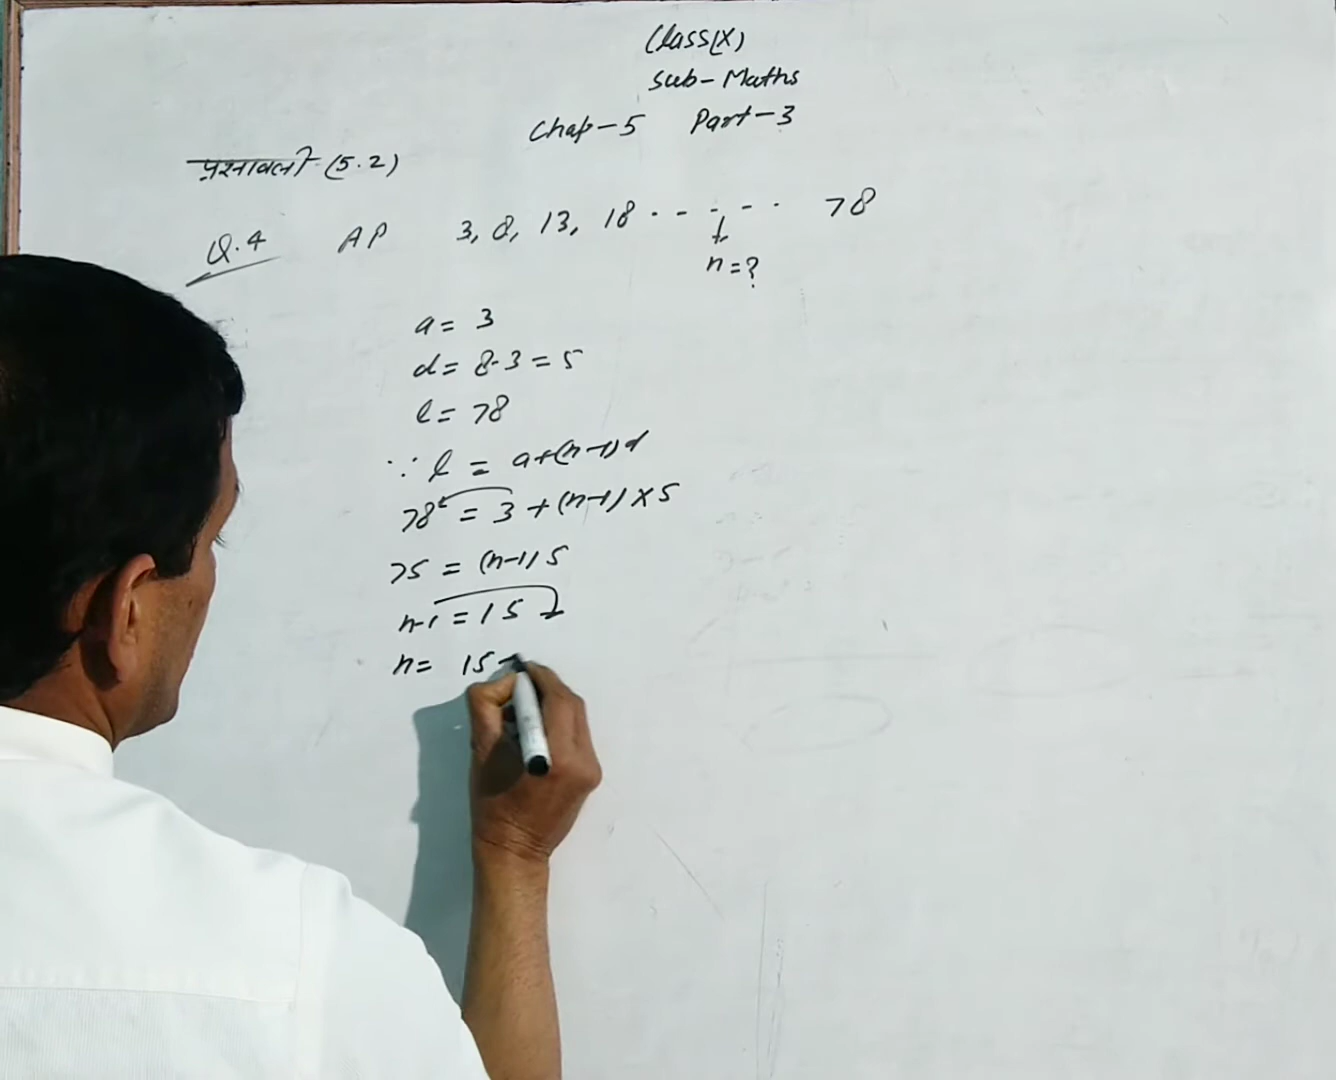 Class(X)
Sub-Maths
Chap-5 Part-3
प्रश्नावली (5.2)
Q.4 AP 3, 8, 13, 18 . - - - - . 78
n=?
a= 3
d= 8-3 = 5
l= 78
∵ l = a+(n-1)d
78 = 3 + (n-1) × 5
75 = (n-1) 5
n-1 = 15
n= 15